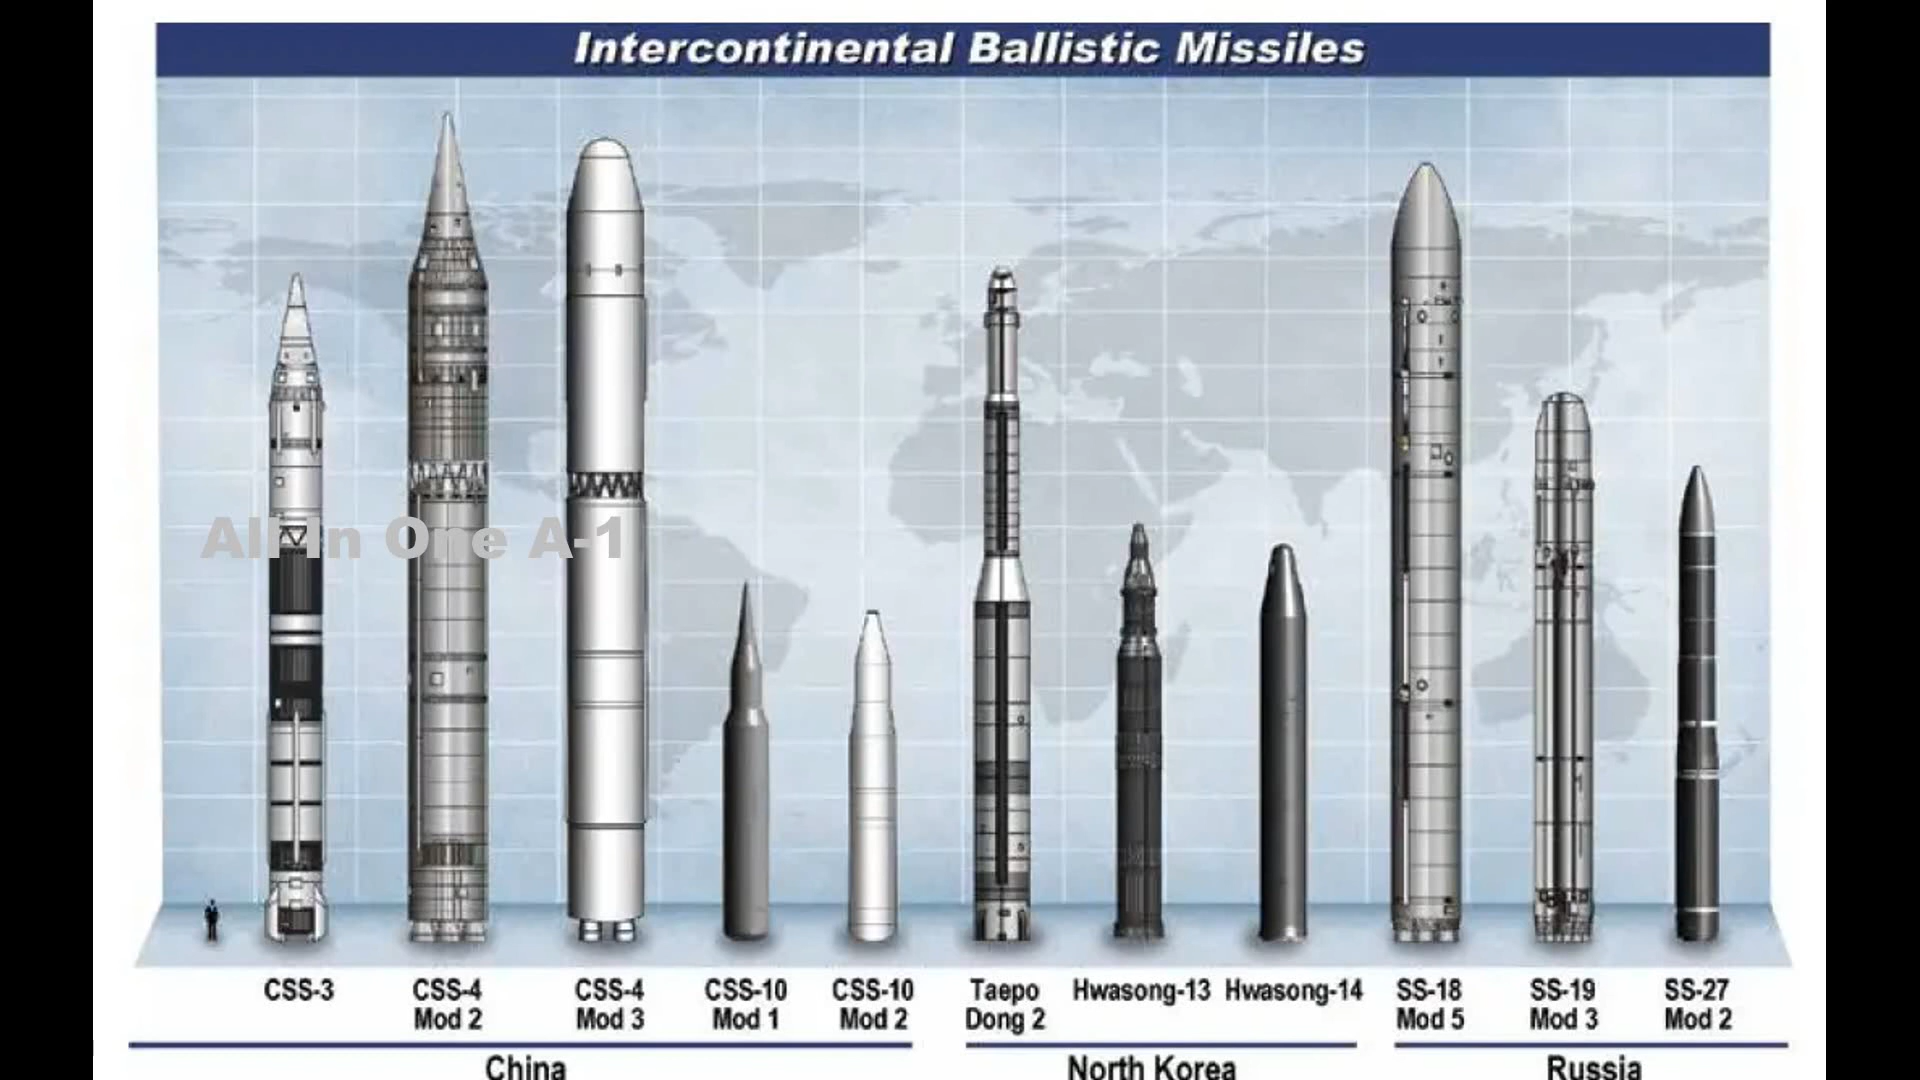 Intercontinental Ballistic Missiles
All In One A-1
CSS-3
CSS-4
Mod 2
CSS-4
Mod 3
CSS-10
Mod 1
CSS-10
Mod 2
Taepo
Dong 2
Hwasong-13
Hwasong-14
SS-18
Mod 5
SS-19
Mod 3
SS-27
Mod 2
China
North Korea
Russia